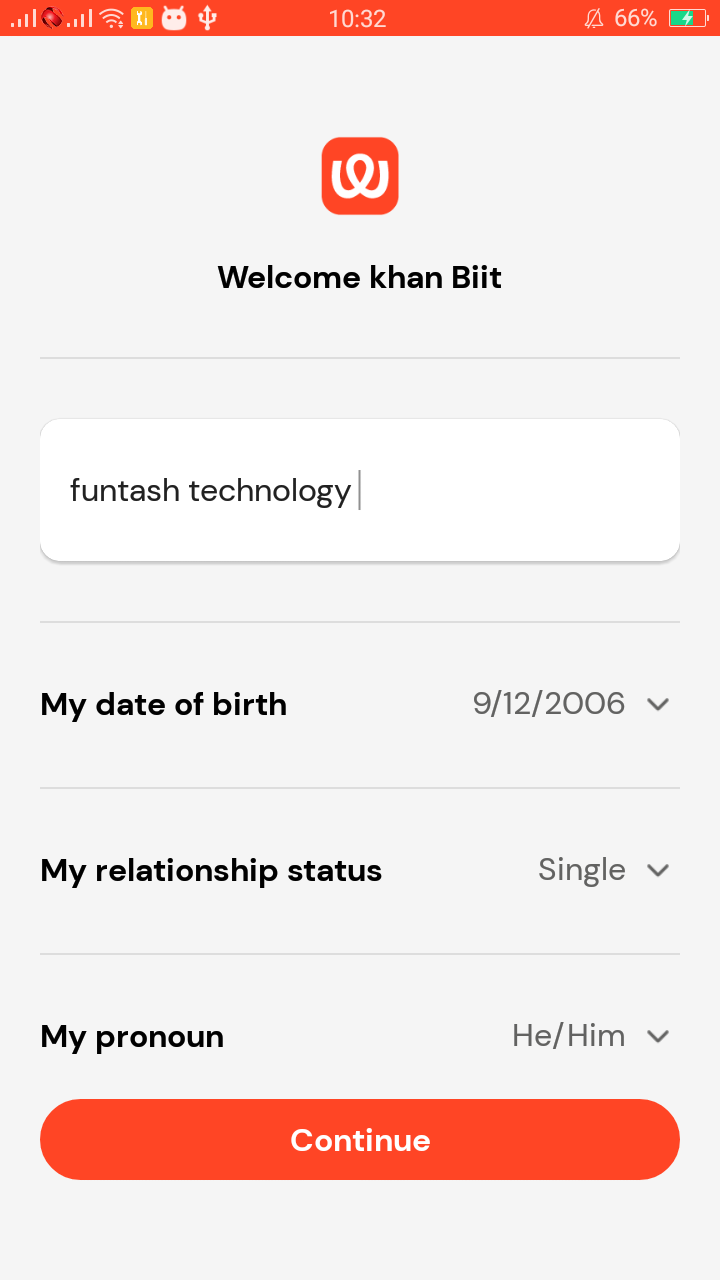 10:32
66%
Welcome khan Biit
funtash technology
My date of birth 9/12/2006
My relationship status Single
My pronoun He/Him
Continue